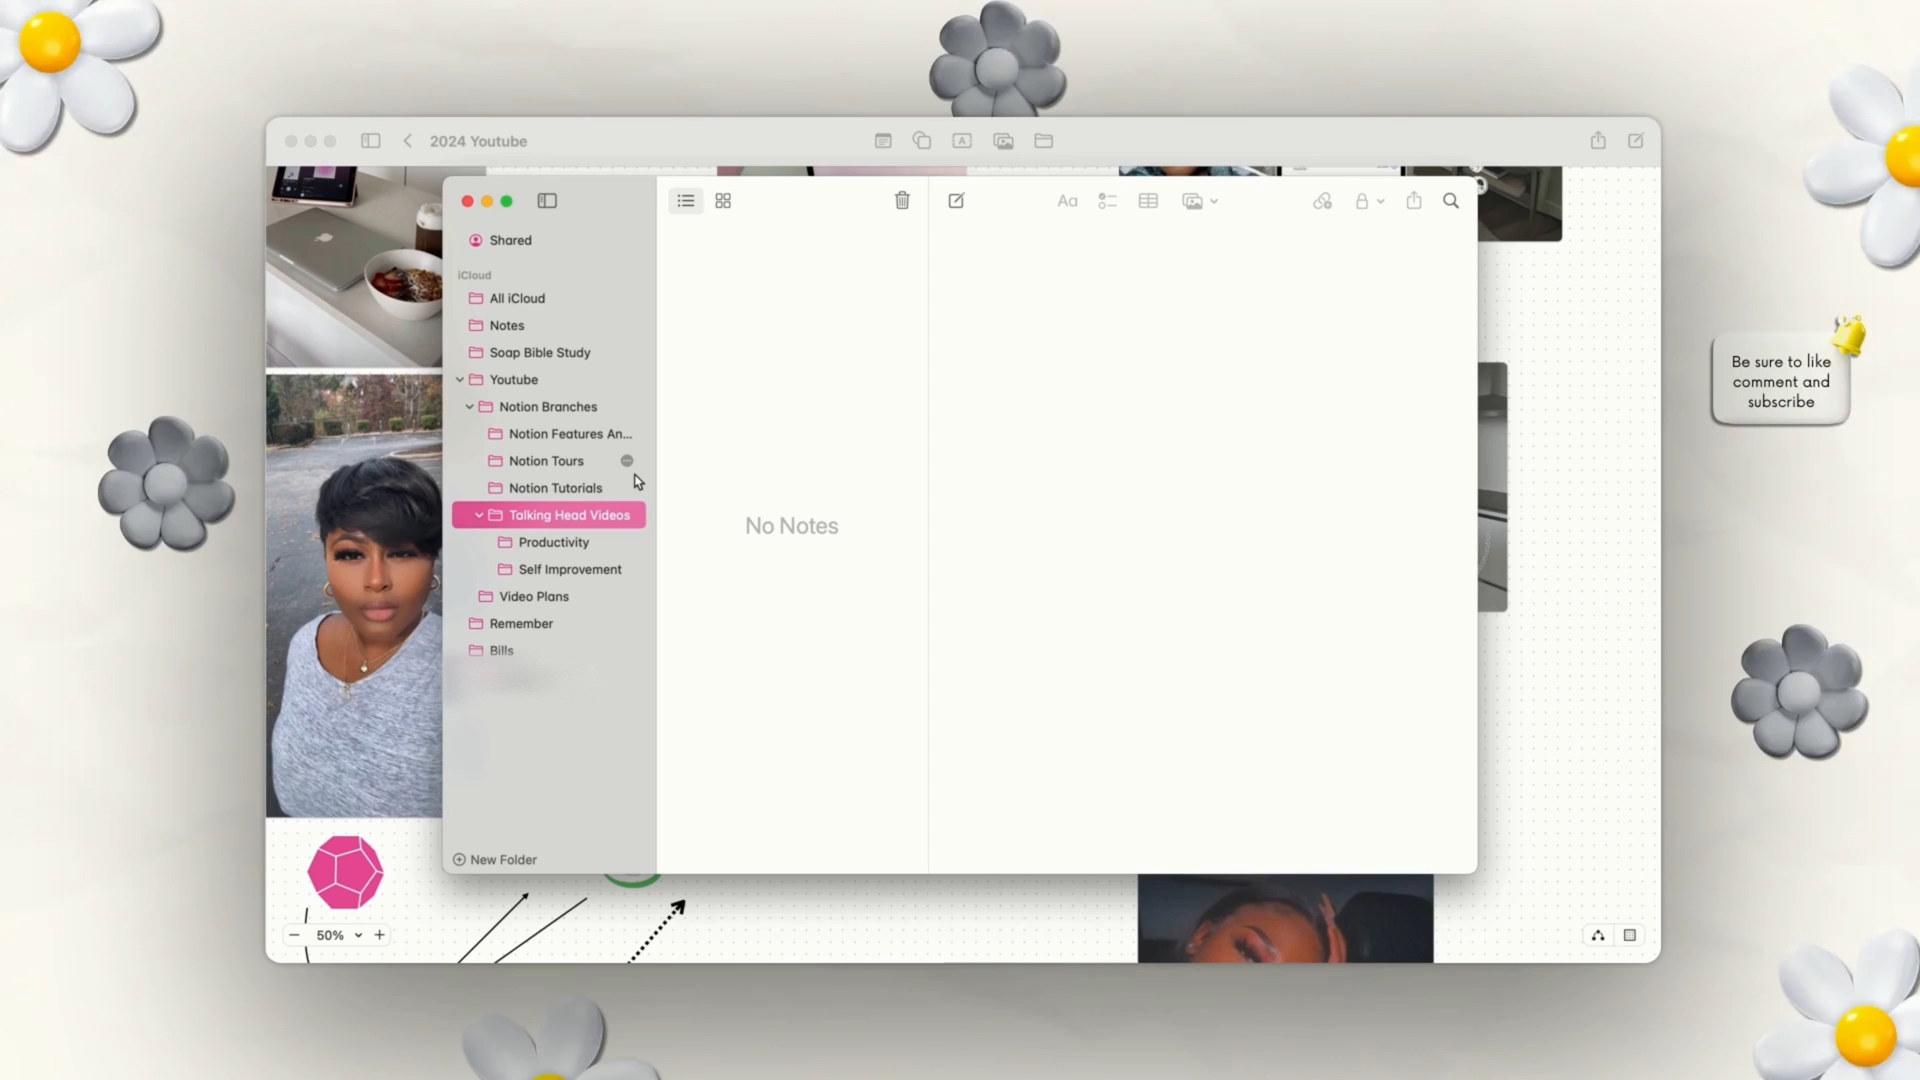 2024 Youtube
Shared
iCloud
All iCloud
Notes
Soap Bible Study
Youtube
Notion Branches
Notion Features An...
Notion Tours
Notion Tutorials
Talking Head Videos
Productivity
Self Improvement
Video Plans
Remember
Bills
New Folder
No Notes
Aa
50%
Be sure to like
comment and
subscribe